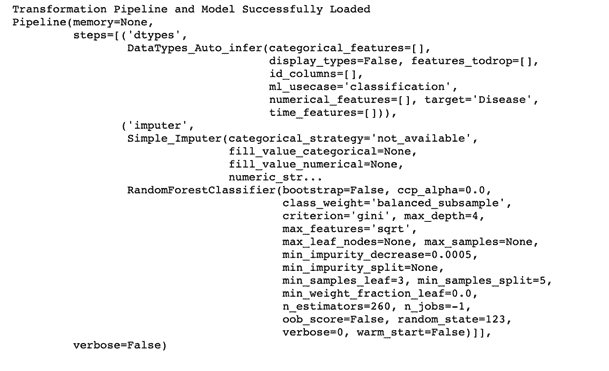 Transformation Pipeline and Model Successfully Loaded
Pipeline(memory=None,
         steps=[('dtypes',
                 DataTypes_Auto_infer(categorical_features=[],
                                      display_types=False, features_todrop=[],
                                      id_columns=[],
                                      ml_usecase='classification',
                                      numerical_features=[], target='Disease',
                                      time_features=[])),
                ('imputer',
                 Simple_Imputer(categorical_strategy='not_available',
                                fill_value_categorical=None,
                                fill_value_numerical=None,
                                numeric_str...
                 RandomForestClassifier(bootstrap=False, ccp_alpha=0.0,
                                        class_weight='balanced_subsample',
                                        criterion='gini', max_depth=4,
                                        max_features='sqrt',
                                        max_leaf_nodes=None, max_samples=None,
                                        min_impurity_decrease=0.0005,
                                        min_impurity_split=None,
                                        min_samples_leaf=3, min_samples_split=5,
                                        min_weight_fraction_leaf=0.0,
                                        n_estimators=260, n_jobs=-1,
                                        oob_score=False, random_state=123,
                                        verbose=0, warm_start=False)]],
         verbose=False)